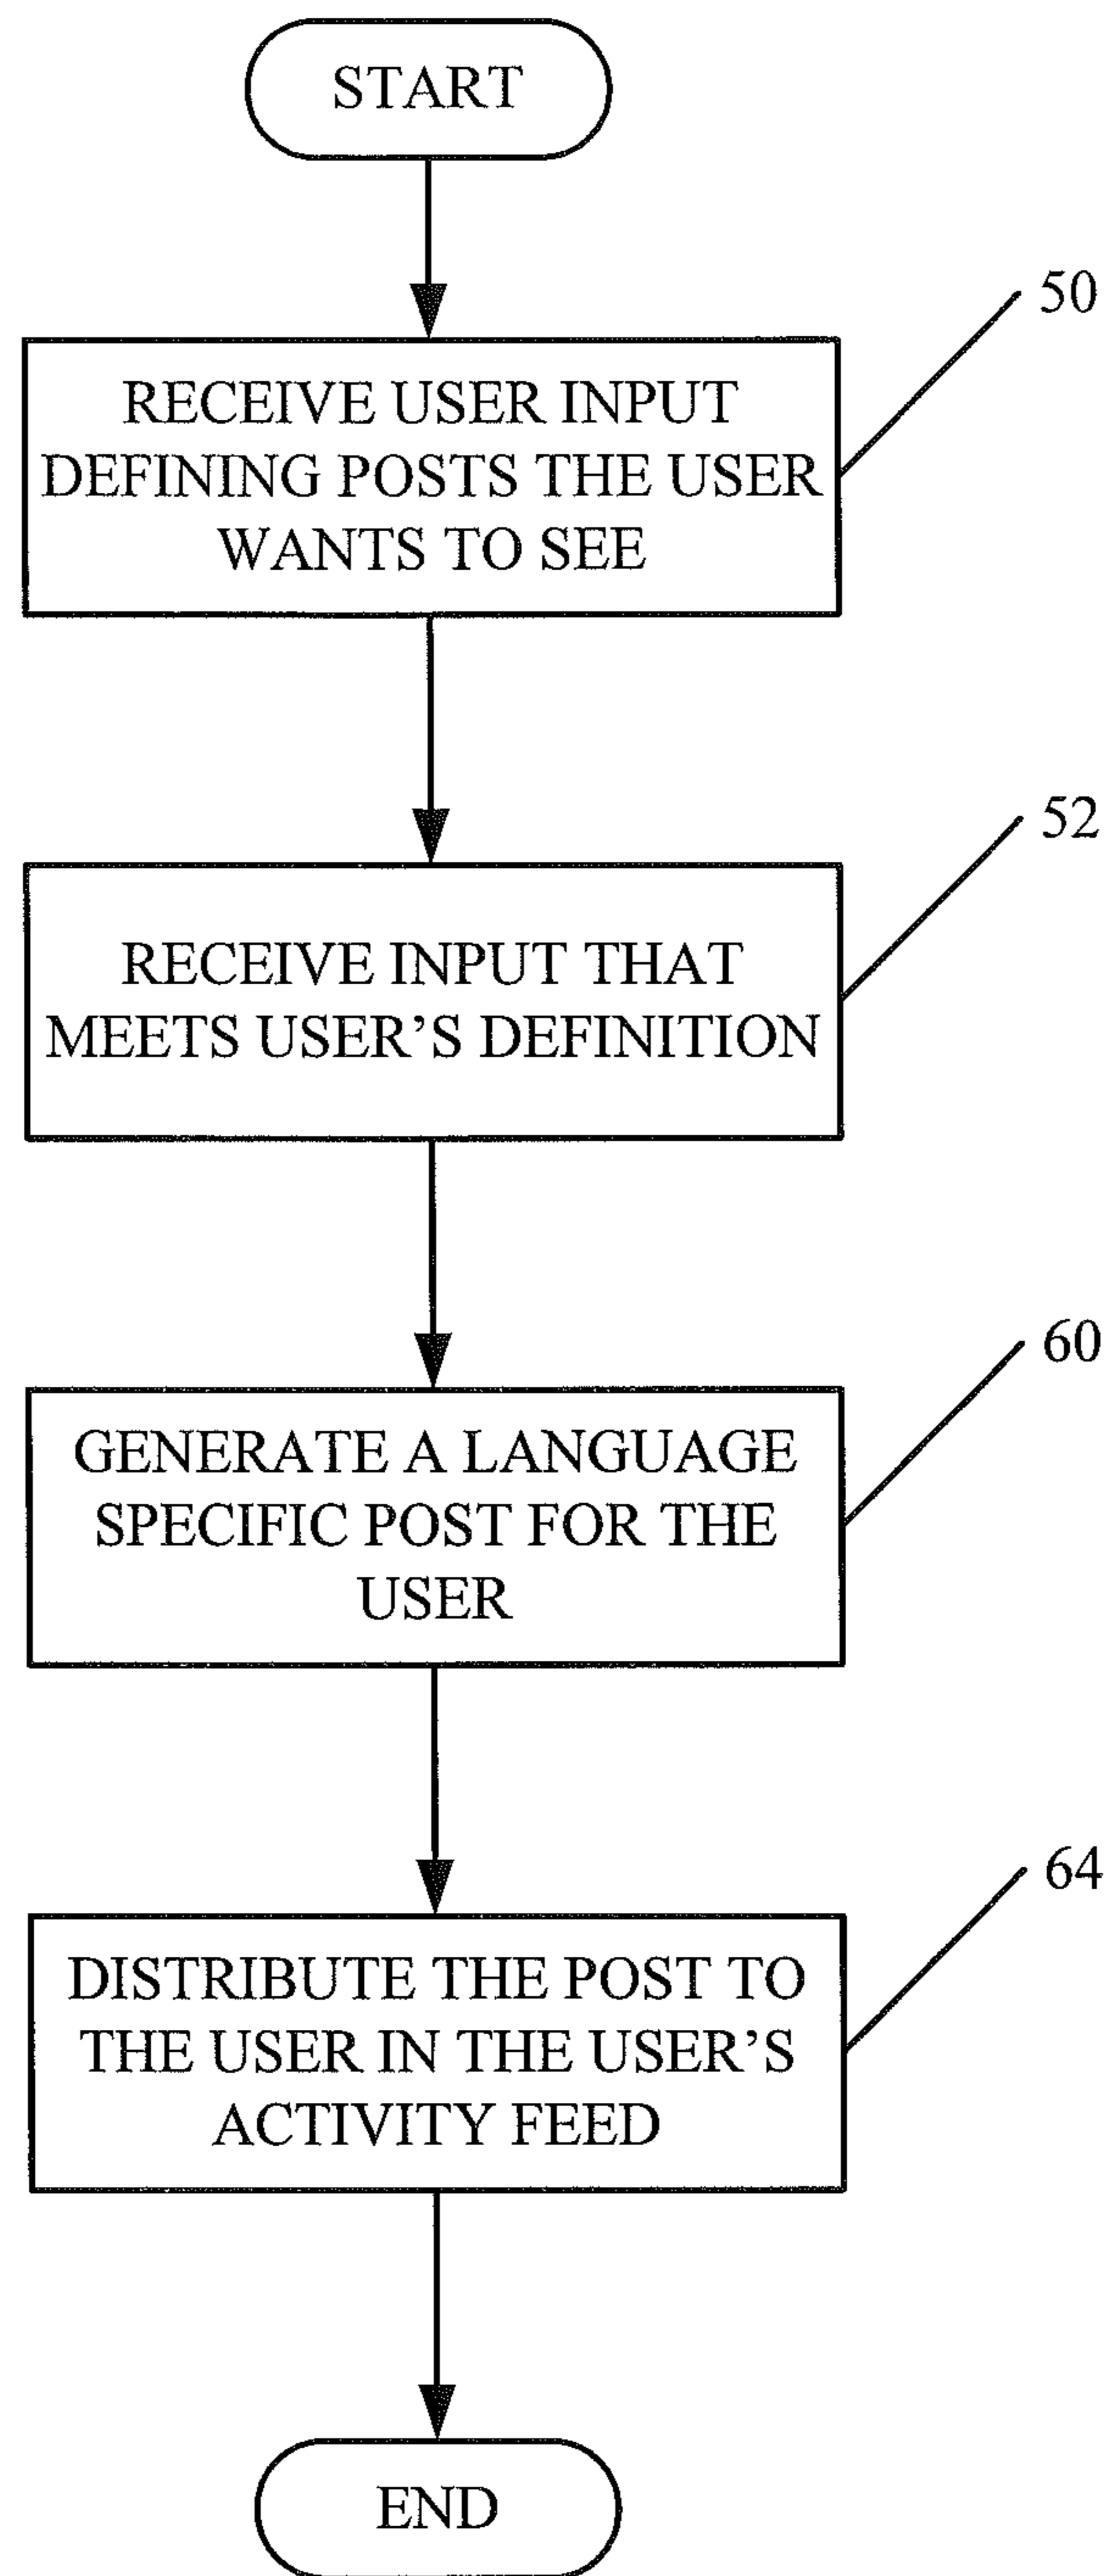 START
50
RECEIVE USER INPUT
DEFINING POSTS THE USER
WANTS TO SEE
52
RECEIVE INPUT THAT
MEETS USER’S DEFINITION
60
GENERATE A LANGUAGE
SPECIFIC POST FOR THE
USER
64
DISTRIBUTE THE POST TO
THE USER IN THE USER’S
ACTIVITY FEED
END